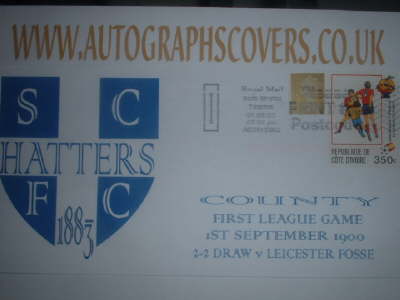 WWW.AUTOGRAPHSCOVERS.CO.UK
Royal Mail
S C
HATTERS
F C
1883
REPUBLIQUE DE
CÔTE D'IVOIRE 350F
COUNTY
FIRST LEAGUE GAME
1ST SEPTEMBER 1900
2-2 DRAW v LEICESTER FOSSE